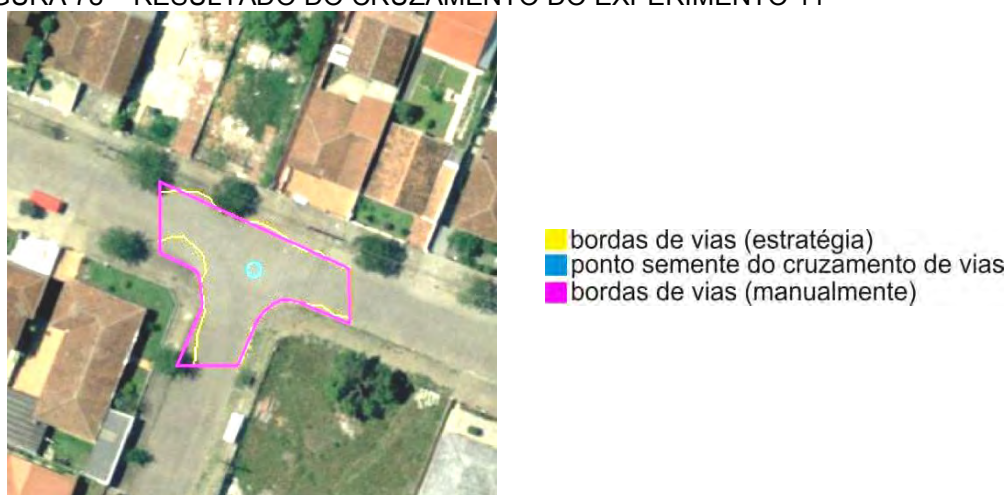 RESULTADO DO CRUZAMENTO DO EXPERIMENTO 11
bordas de vias (estratégia)
ponto semente do cruzamento de vias
bordas de vias (manualmente)